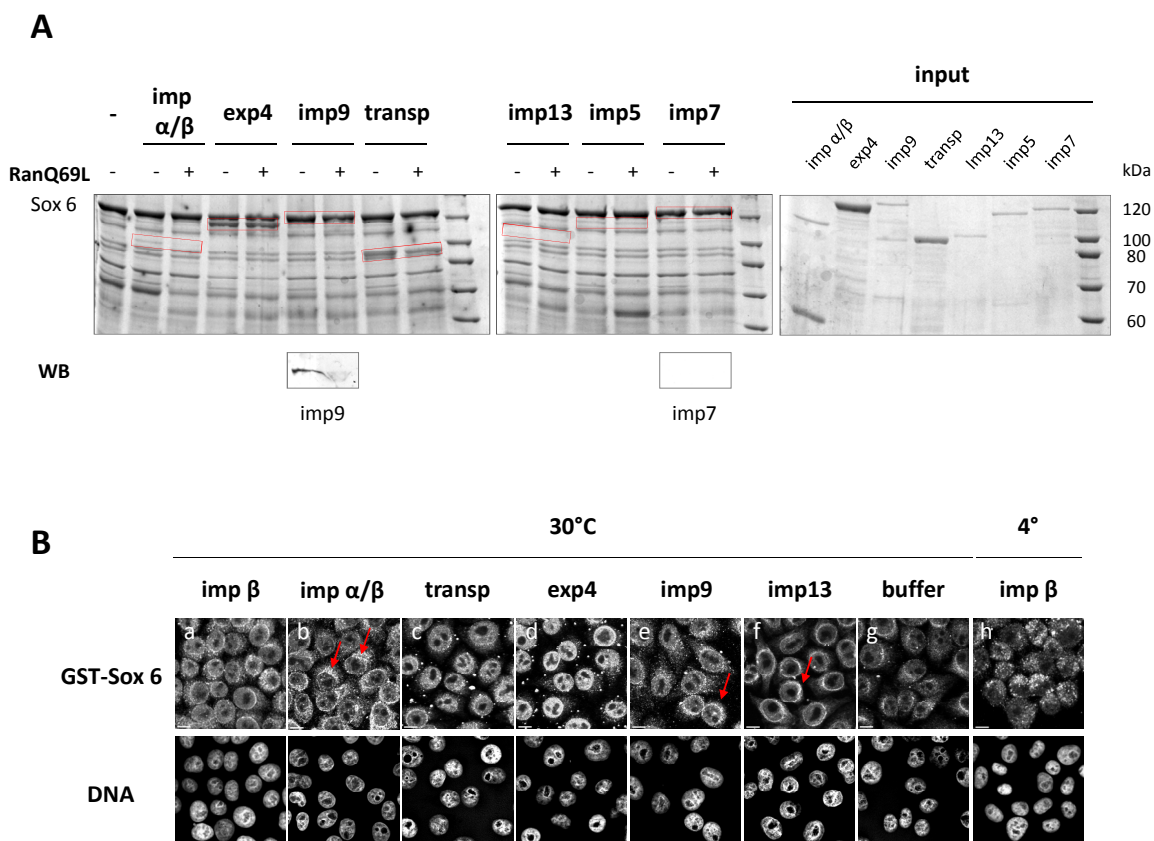 A
input
imp α/β exp4 imp9 transp imp13 imp5 imp7
-
imp α/β exp4 imp9 transp Imp13 imp5 imp7
kDa
RanQ69L - - + - + - + - + - + - + - +
Sox 6
120
100
80
70
60
WB
imp9 imp7
B
30°C 4°
imp β imp α/β transp exp4 imp9 imp13 buffer imp β
a b c d e f g h
GST-Sox 6
DNA